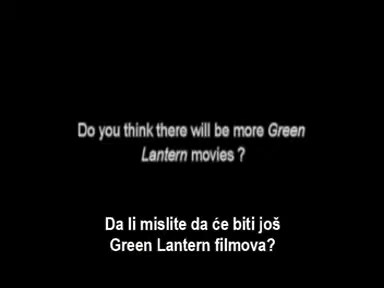 Do you think there will be more Green
Lantern movies ?
Da li mislite da će biti još
Green Lantern filmova?